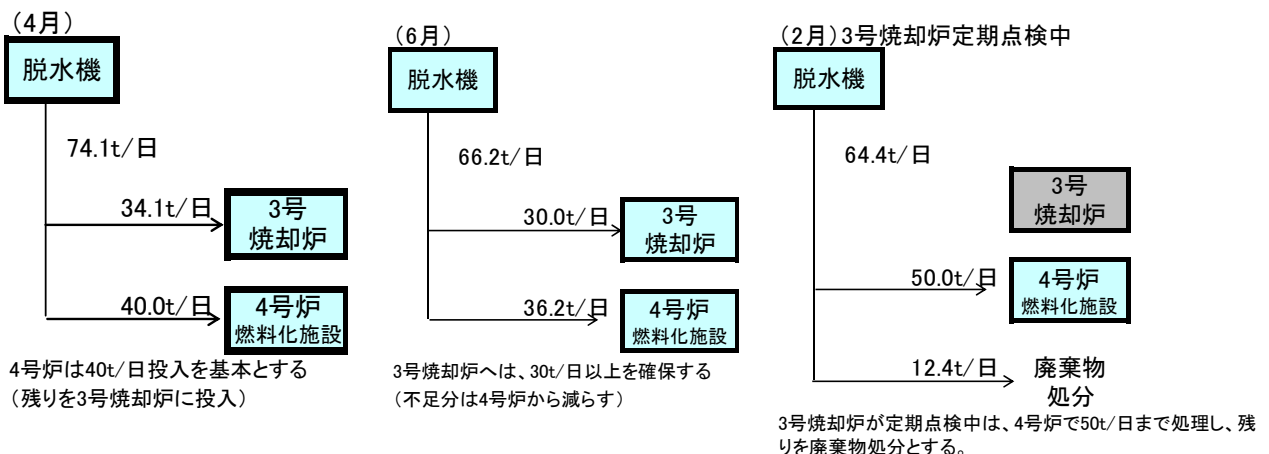 (4月)
脱水機
74.1t/日
34.1t/日
3号
焼却炉
40.0t/日
4号炉
燃料化施設
4号炉は40t/日投入を基本とする
(残りを3号焼却炉に投入)
(6月)
脱水機
66.2t/日
30.0t/日
3号
焼却炉
36.2t/日
4号炉
燃料化施設
3号焼却炉へは、30t/日以上を確保する
(不足分は4号炉から減らす)
(2月)3号焼却炉定期点検中
脱水機
64.4t/日
3号
焼却炉
50.0t/日
4号炉
燃料化施設
12.4t/日
廃棄物
処分
3号焼却炉が定期点検中は、4号炉で50t/日まで処理し、残
りを廃棄物処分とする。